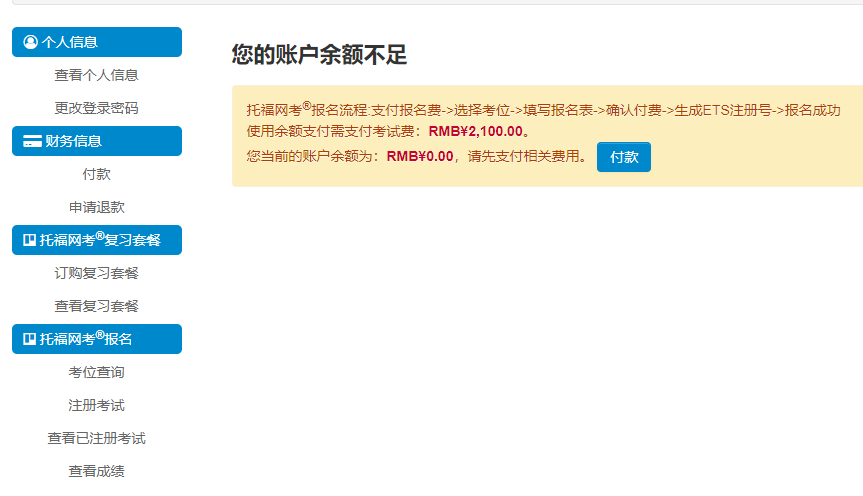 个人信息
查看个人信息
更改登录密码
财务信息
付款
申请退款
托福网考®复习套餐
订购复习套餐
查看复习套餐
托福网考®报名
考位查询
注册考试
查看已注册考试
查看成绩
您的账户余额不足
托福网考®报名流程:支付报名费->选择考位->填写报名表->确认付费->生成ETS注册号->报名成功
使用余额支付需支付考试费：RMB¥2,100.00。
您当前的账户余额为：RMB¥0.00，请先支付相关费用。 付款